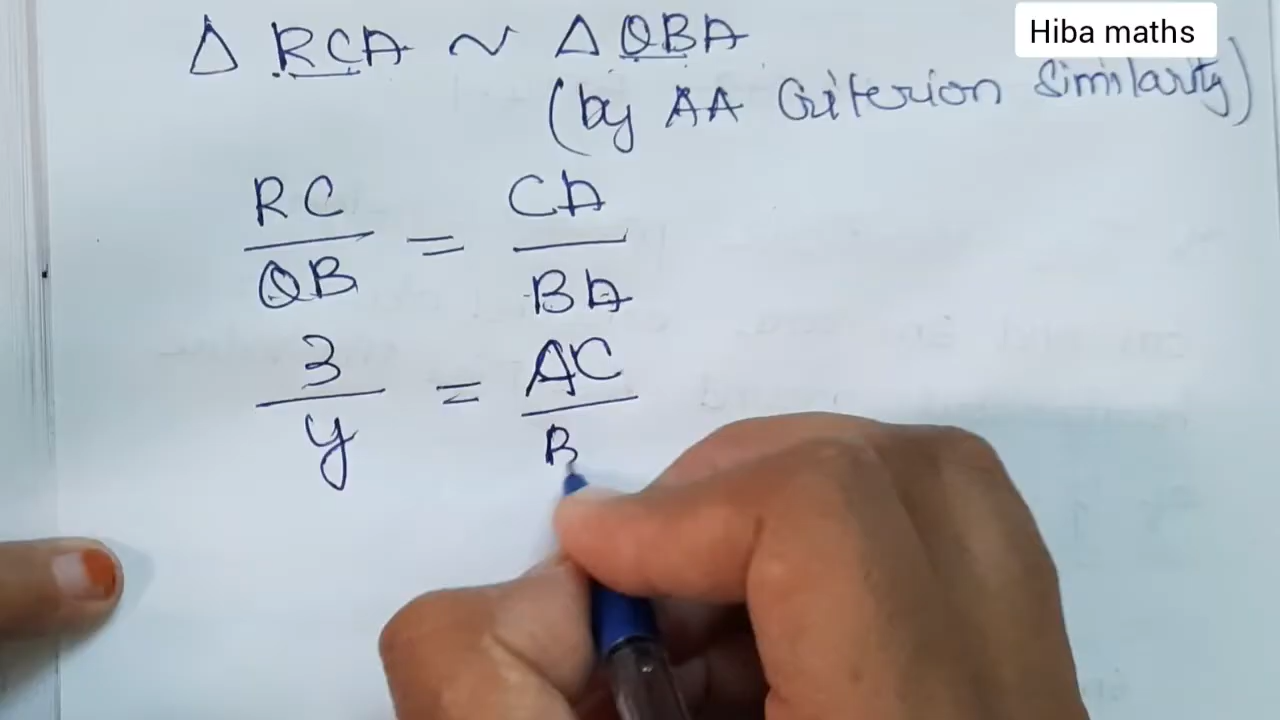 Hiba maths
△ RCA ~ △ QBA
(by AA Criterion Similarity)
RC/QB = CA/BA
3/y = AC/B